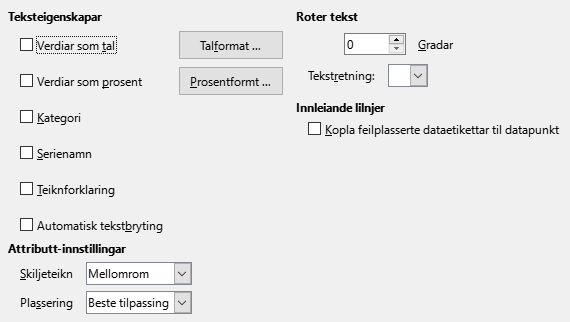 Teksteigenskapar
Verdiar som tal
Talformat ...
Verdiar som prosent
Prosentformt ...
Kategori
Serienamn
Teiknforklaring
Automatisk tekstbryting
Attributt-innstillingar
Skiljeteikn
Mellomrom
Plassering
Beste tilpassing
Roter tekst
0
Gradar
Tekstretning:
Innleiande lilnjer
Kopla feilplasserte dataetikettar til datapunkt